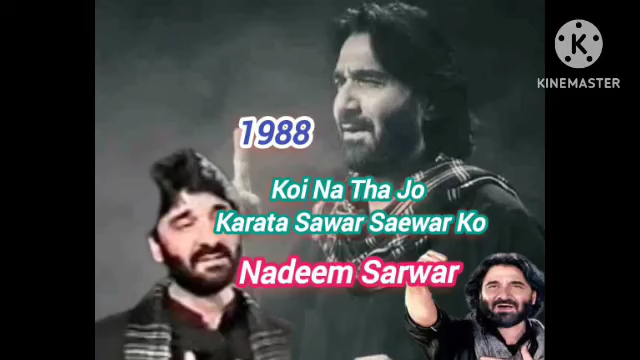 KINEMASTER
1988
Koi Na Tha Jo
Karata Sawar Saewar Ko
Nadeem Sarwar